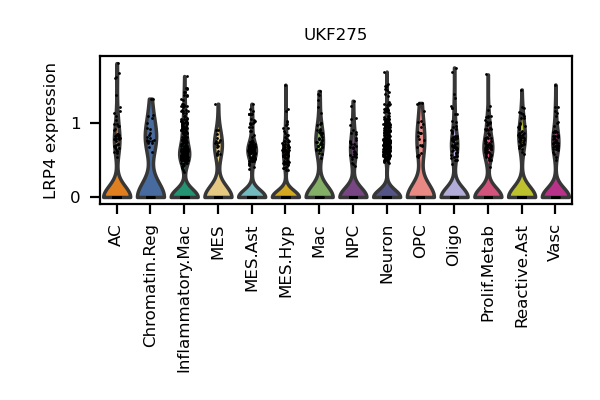 UKF275
LRP4 expression
1
0
AC
Chromatin.Reg
Inflammatory.Mac
MES
MES.Ast
MES.Hyp
Mac
NPC
Neuron
OPC
Oligo
Prolif.Metab
Reactive.Ast
Vasc